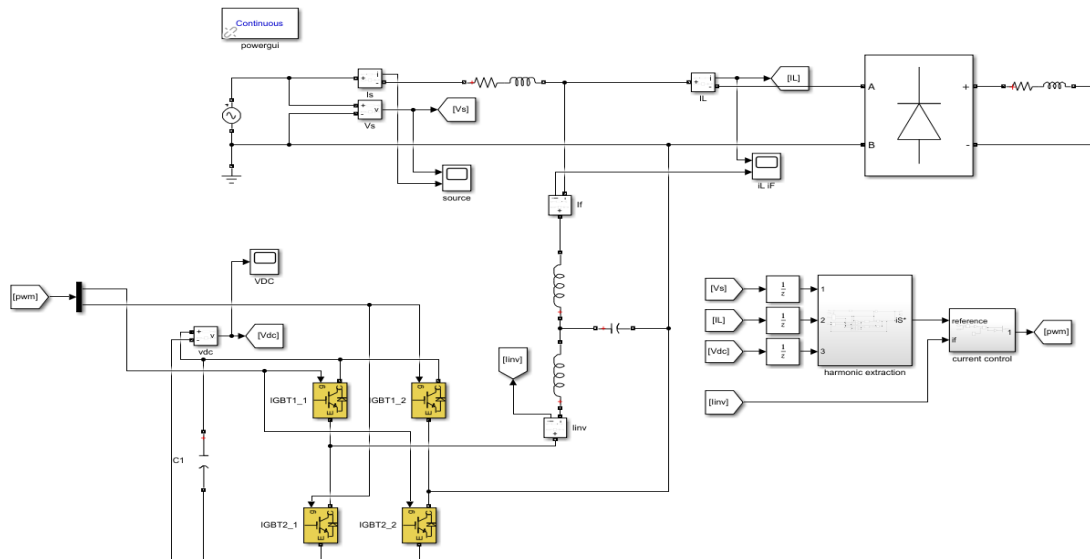 Continuous
powergui
i
Is
v
Vs
[Vs]
source
i
IL
[IL]
iL iF
A
B
+
-
If
VDC
[pwm]
v
vdc
[Vdc]
[Iinv]
IGBT1_1
IGBT1_2
Iinv
C1
IGBT2_1
IGBT2_2
[Vs]
[IL]
[Vdc]
[Iinv]
1
z
1
z
1
z
1
2
3
iS*
harmonic extraction
reference
if
1
current control
[pwm]